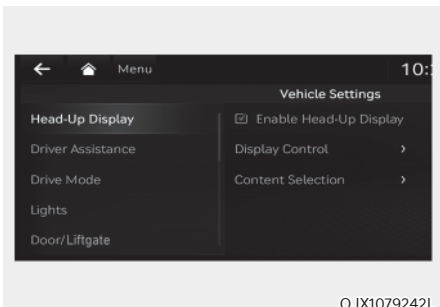 Menu 10:
Vehicle Settings
Head-Up Display
Enable Head-Up Display
Driver Assistance
Display Control
Drive Mode
Content Selection
Lights
Door/Liftgate
OJX1079242L